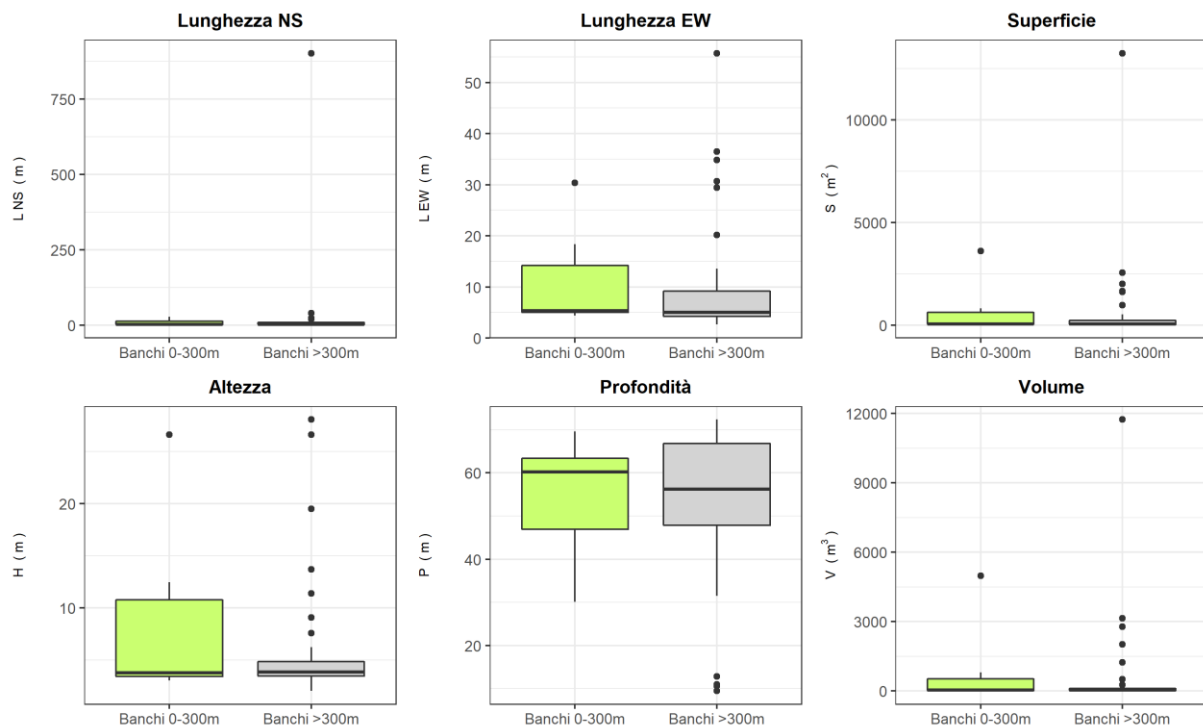 Lunghezza NS
L NS ( m )
750
500
250
0
Banchi 0-300m
Banchi >300m
Lunghezza EW
L EW ( m )
50
40
30
20
10
0
Banchi 0-300m
Banchi >300m
Superficie
S ( m² )
10000
5000
0
Banchi 0-300m
Banchi >300m
Altezza
H ( m )
20
10
Banchi 0-300m
Banchi >300m
Profondità
P ( m )
60
40
20
Banchi 0-300m
Banchi >300m
Volume
V ( m³ )
12000
9000
6000
3000
0
Banchi 0-300m
Banchi >300m